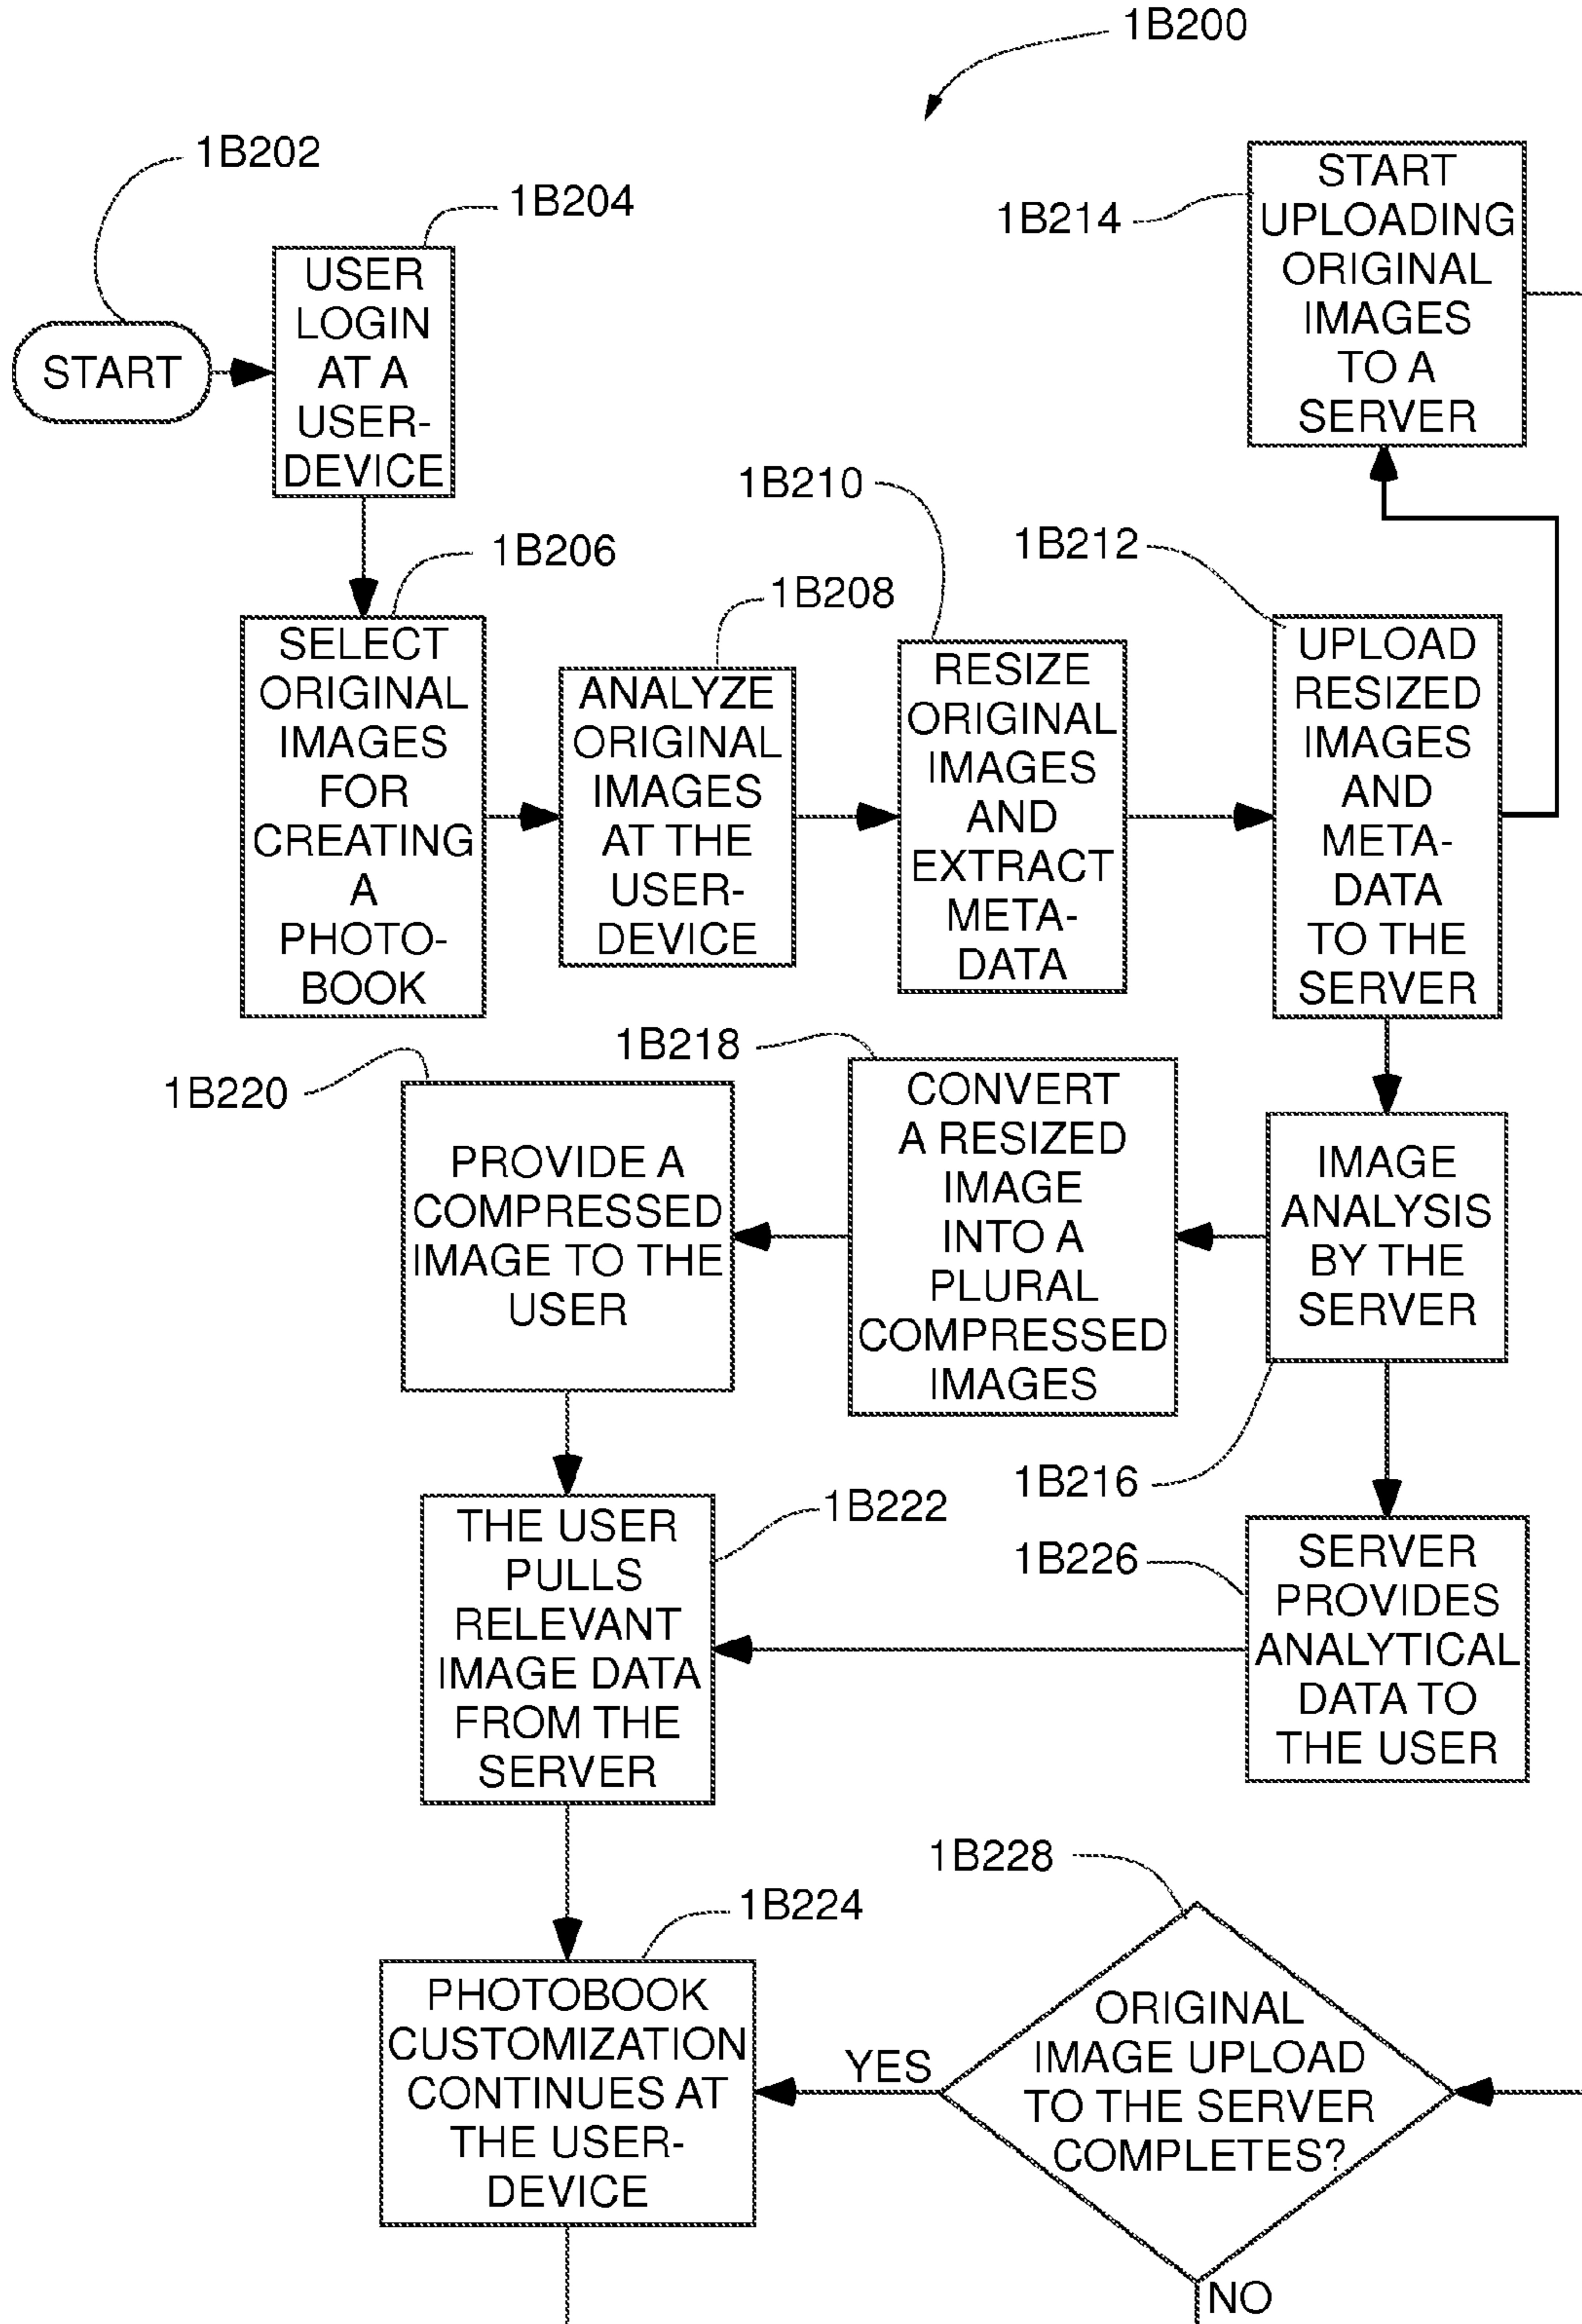 1B200
1B202
1B204
START
USER
LOGIN
AT A
USER-
DEVICE
1B214
START
UPLOADING
ORIGINAL
IMAGES
TO A
SERVER
1B206
SELECT
ORIGINAL
IMAGES
FOR
CREATING
A
PHOTO-
BOOK
1B208
ANALYZE
ORIGINAL
IMAGES
AT THE
USER-
DEVICE
1B210
RESIZE
ORIGINAL
IMAGES
AND
EXTRACT
META-
DATA
1B212
UPLOAD
RESIZED
IMAGES
AND
META-
DATA
TO THE
SERVER
1B220
PROVIDE A
COMPRESSED
IMAGE TO THE
USER
1B218
CONVERT
A RESIZED
IMAGE
INTO A
PLURAL
COMPRESSED
IMAGES
IMAGE
ANALYSIS
BY THE
SERVER
1B216
1B222
THE USER
PULLS
RELEVANT
IMAGE DATA
FROM THE
SERVER
1B226
SERVER
PROVIDES
ANALYTICAL
DATA TO
THE USER
1B224
PHOTOBOOK
CUSTOMIZATION
CONTINUES AT
THE USER-
DEVICE
1B228
YES
ORIGINAL
IMAGE UPLOAD
TO THE SERVER
COMPLETES?
NO